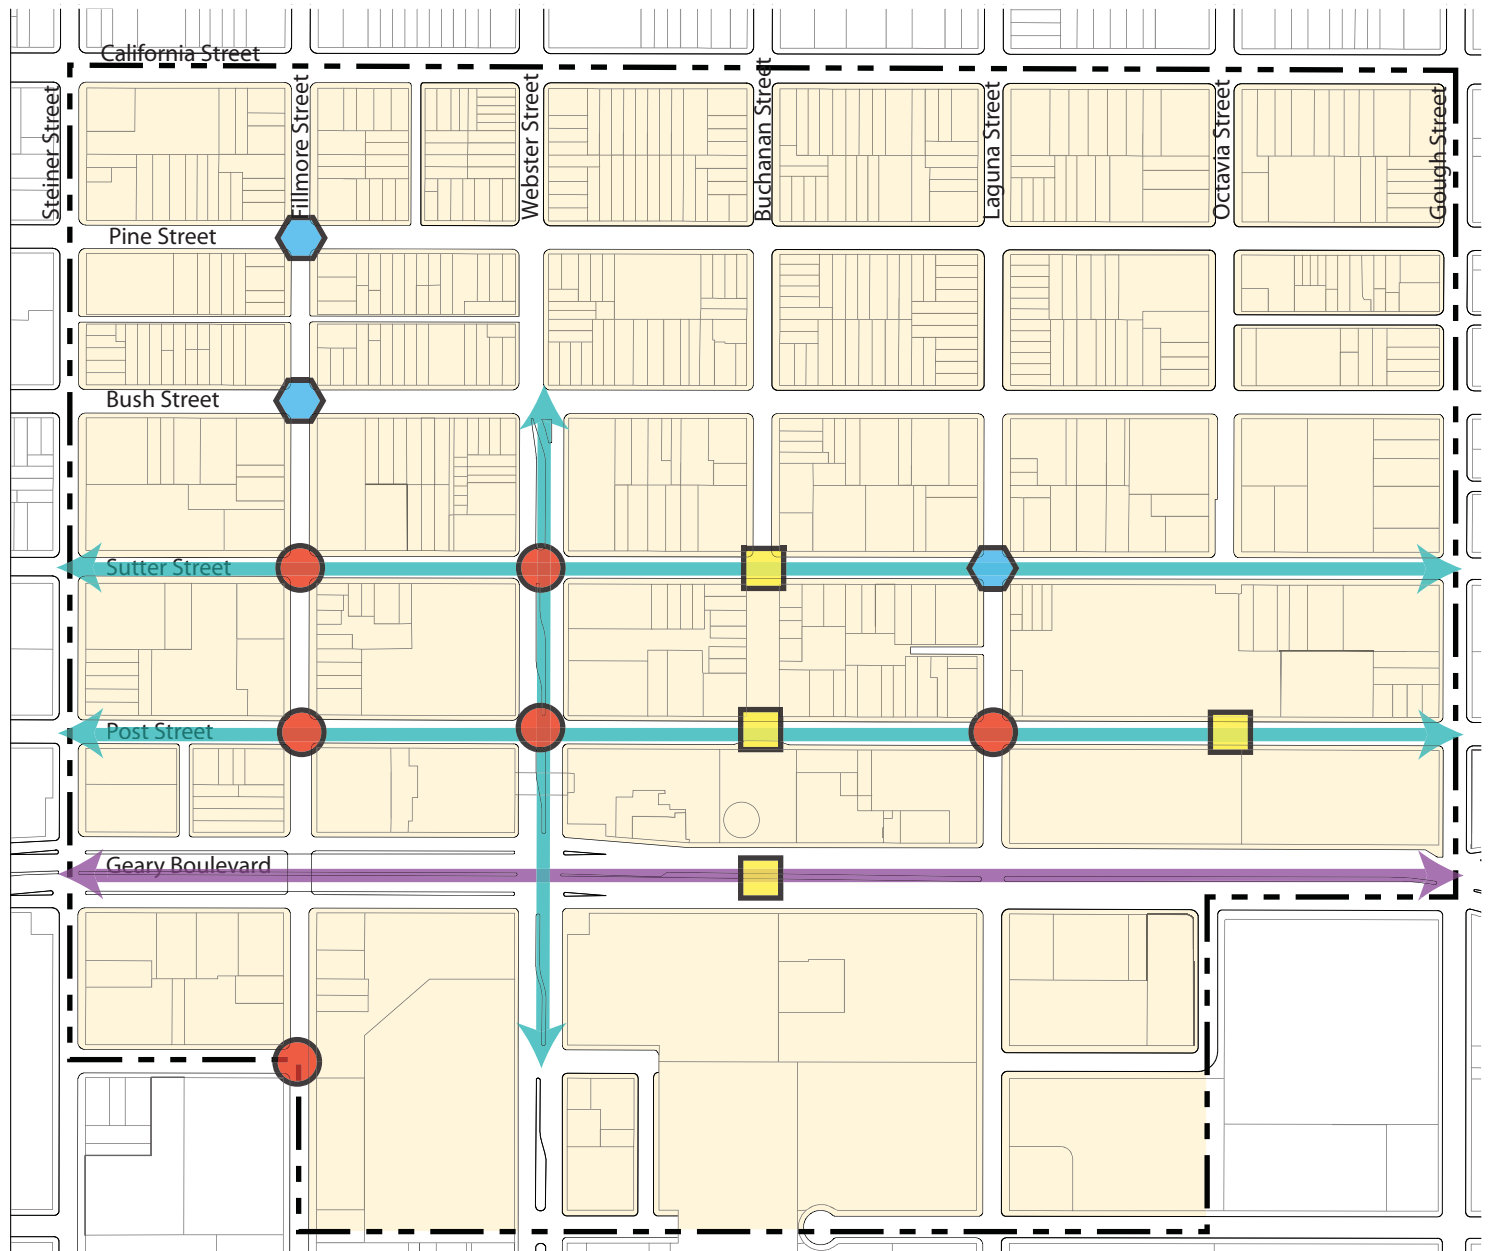 California Street
Steiner Street
Fillmore Street
Webster Street
Buchanan Street
Laguna Street
Octavia Street
Gough Street
Pine Street
Bush Street
Sutter Street
Post Street
Geary Boulevard